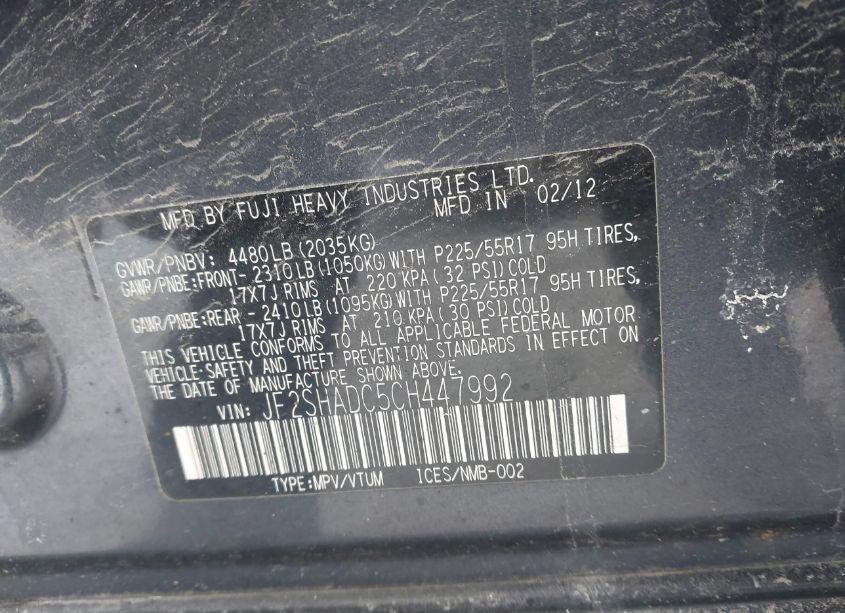 MFD BY FUJI HEAVY INDUSTRIES LTD.
MFD IN 02/12
GVWR/PNBV: 4480LB(2035KG)
GAWR/PNBE:FRONT-2310LB(1050KG)WITH P225/55R17 95H TIRES,
17X7J RIMS AT 220 KPA(32 PSI)COLD
GAWR/PNBE:REAR -2410LB(1095KG)WITH P225/55R17 95H TIRES,
17X7J RIMS AT 210 KPA(30 PSI)COLD
THIS VEHICLE CONFORMS TO ALL APPLICABLE FEDERAL MOTOR
VEHICLE-SAFETY AND THEFT PREVENTION STANDARDS IN EFFECT ON
THE DATE OF MANUFACTURE SHOWN ABOVE.
VIN: JF2SHADC5CH447992
TYPE:MPV/VTUM ICES/NMB-002